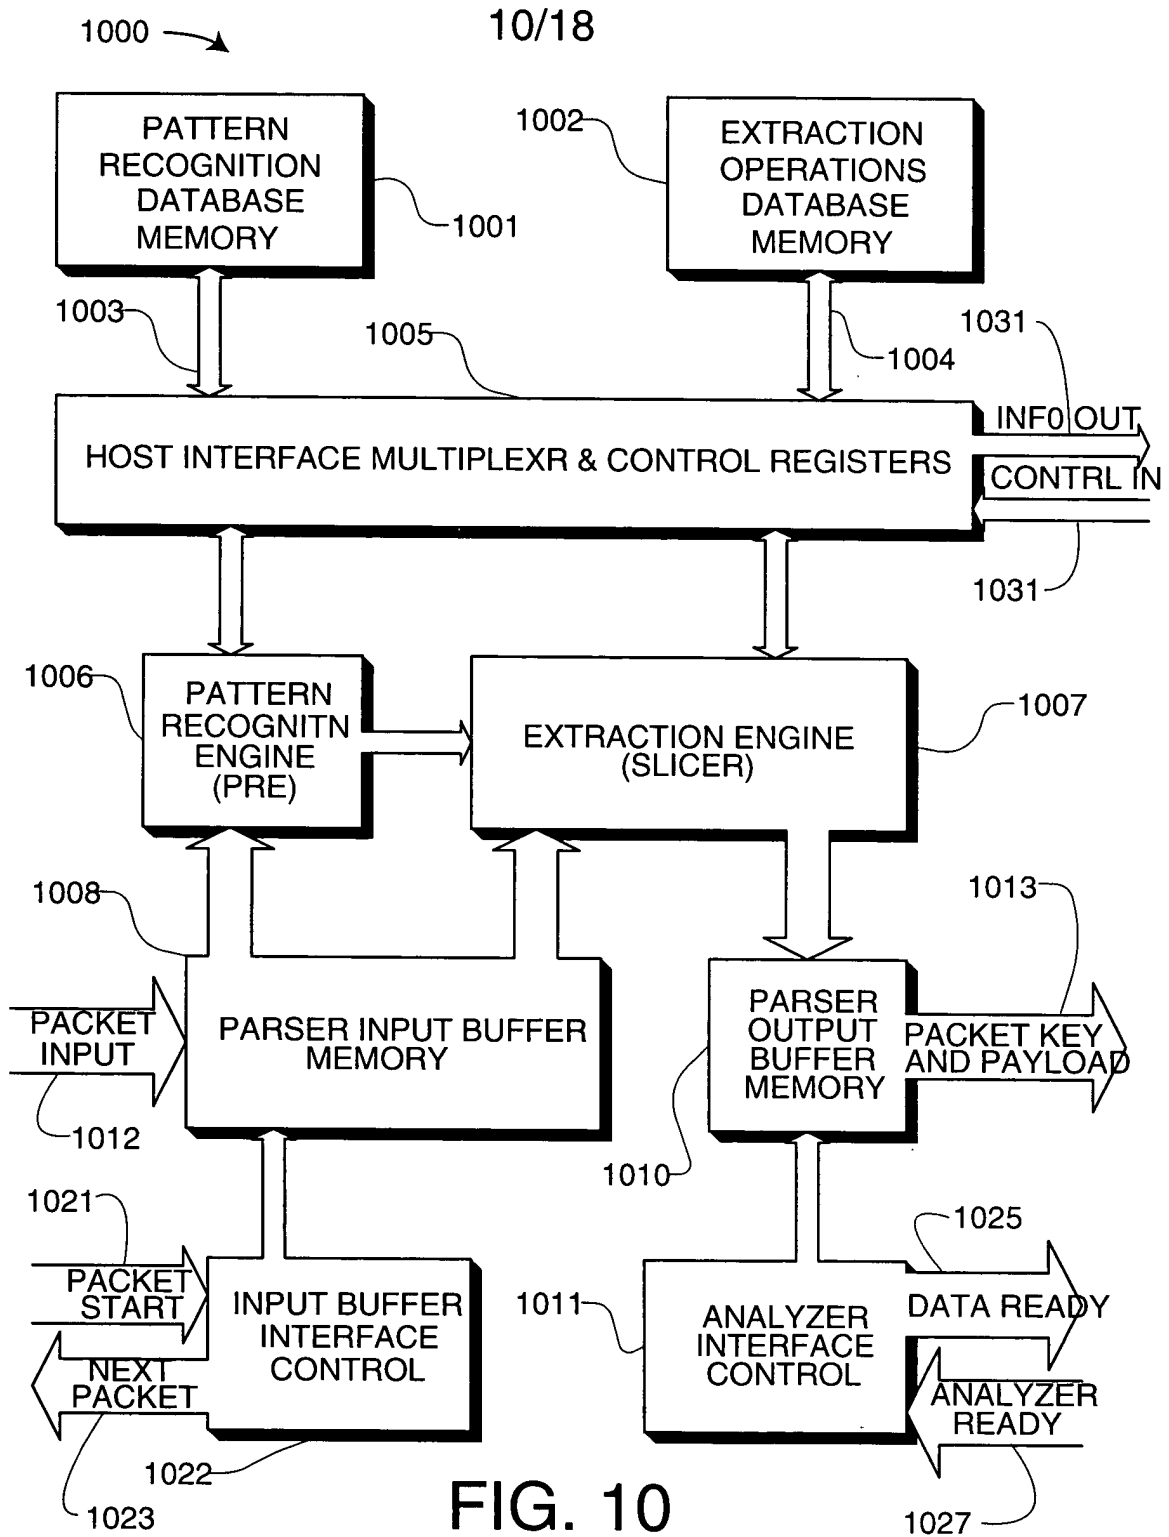 10/18
1000
PATTERN
RECOGNITION
DATABASE
MEMORY
1001
1002
EXTRACTION
OPERATIONS
DATABASE
MEMORY
1003
1004
1005
1031
INFO OUT
HOST INTERFACE MULTIPLEXR & CONTROL REGISTERS
CONTRL IN
1031
1006
PATTERN
RECOGNITN
ENGINE
(PRE)
EXTRACTION ENGINE
(SLICER)
1007
1008
1013
PACKET
INPUT
1012
PARSER INPUT BUFFER
MEMORY
PARSER
OUTPUT
BUFFER
MEMORY
PACKET KEY
AND PAYLOAD
1010
1021
PACKET
START
NEXT
PACKET
INPUT BUFFER
INTERFACE
CONTROL
1022
1023
1011
ANALYZER
INTERFACE
CONTROL
1025
DATA READY
ANALYZER
READY
1027
FIG. 10